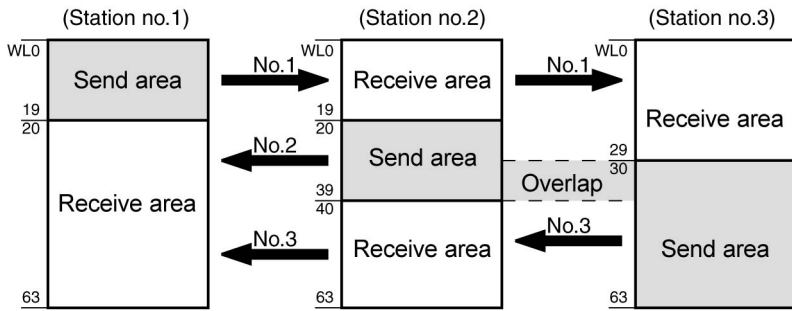 (Station no.1) (Station no.2) (Station no.3)
WL0 WL0 WL0
Send area No.1 Receive area No.1
19 19
20 20
Receive area
No.2 Send area 29
30
Overlap
Receive area 39
40
No.3 Receive area No.3 Send area
63 63 63